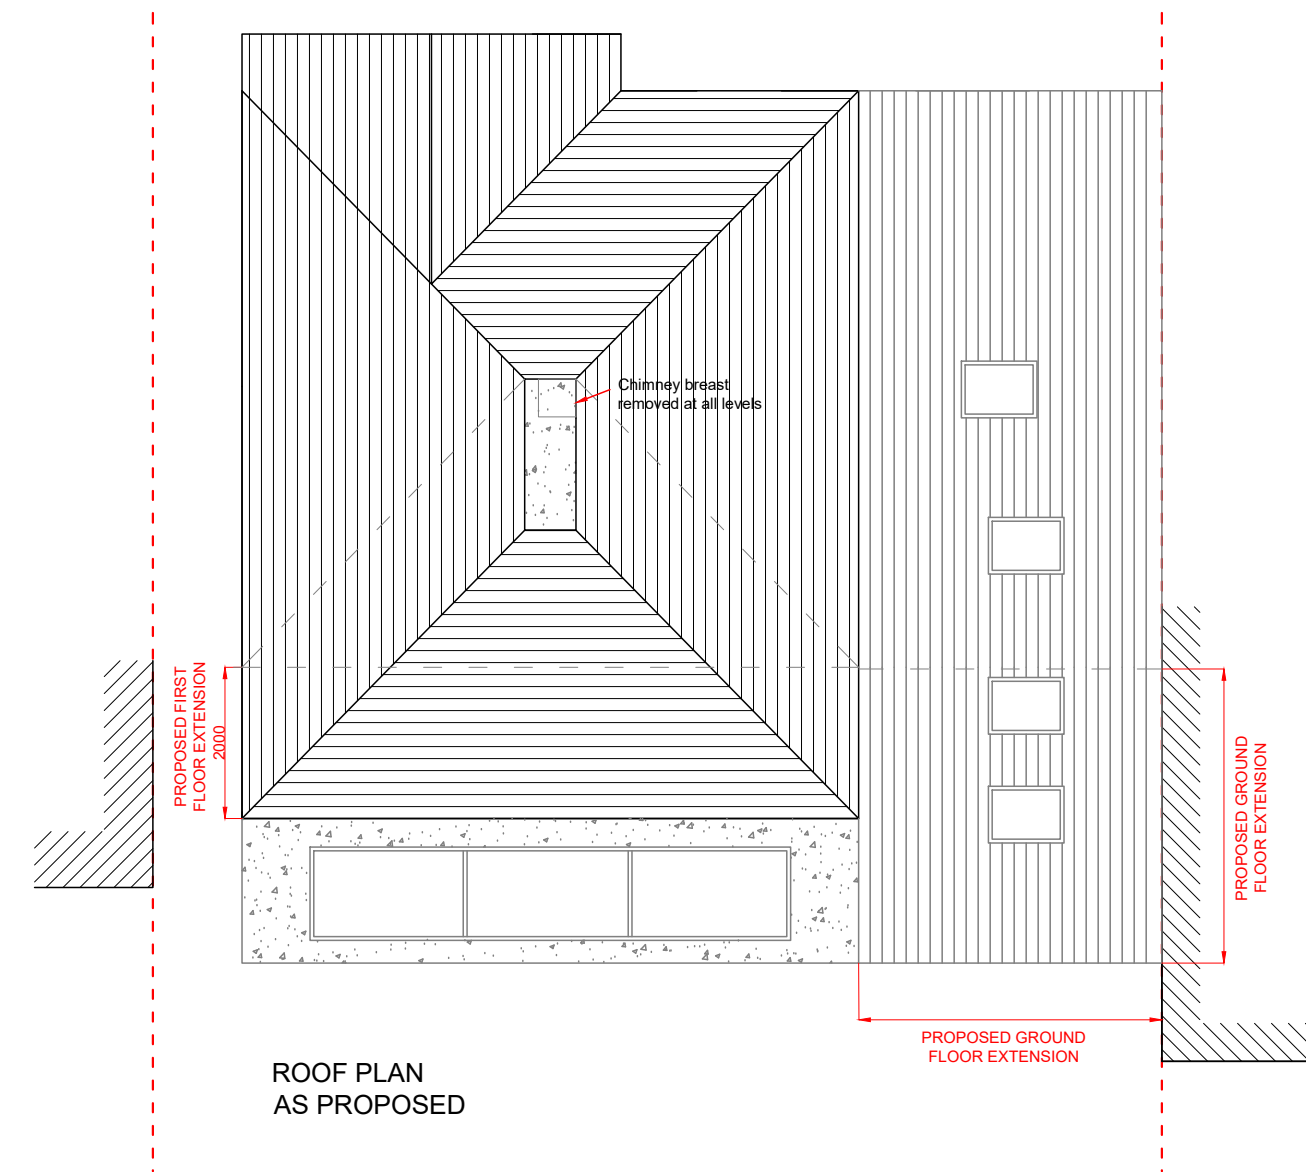 Chimney breast
removed at all levels
PROPOSED FIRST
FLOOR EXTENSION
2000
PROPOSED GROUND
FLOOR EXTENSION
PROPOSED GROUND
FLOOR EXTENSION
ROOF PLAN
AS PROPOSED